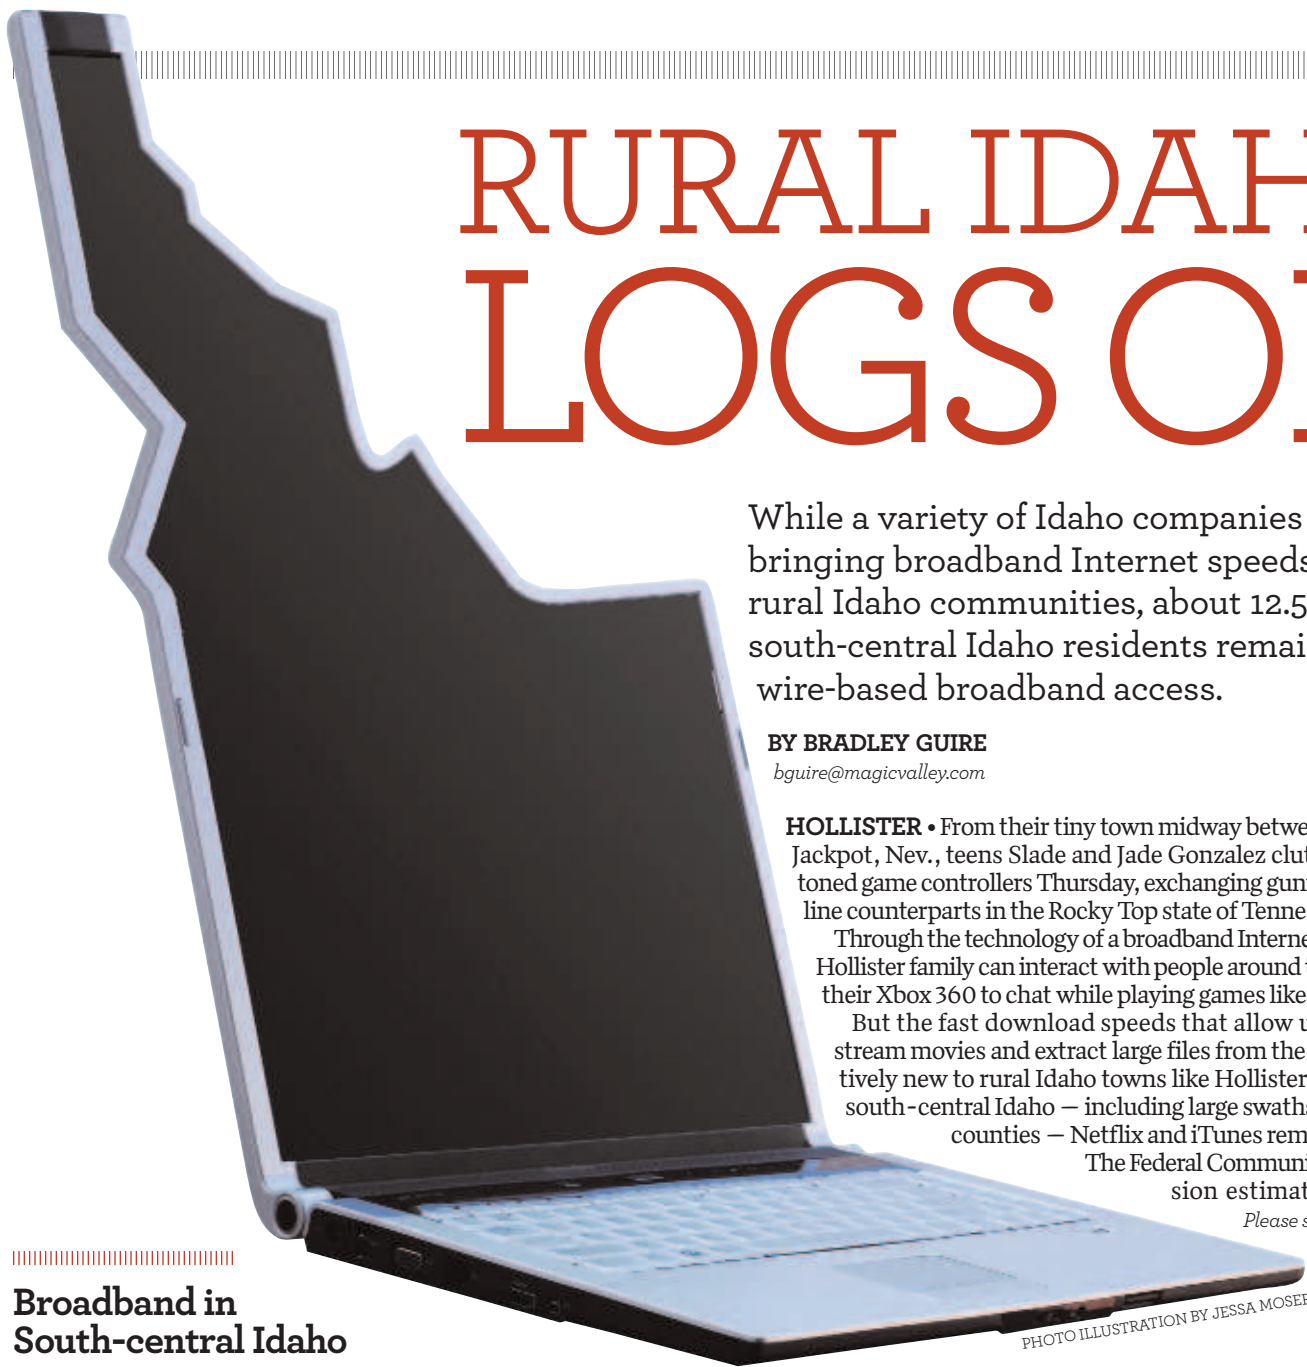 RURAL IDAH
LOGS O
While a variety of Idaho companies
bringing broadband Internet speeds
rural Idaho communities, about 12.5
south-central Idaho residents remai
wire-based broadband access.
BY BRADLEY GUIRE
bguire@magicvalley.com
HOLLISTER • From their tiny town midway betwe
Jackpot, Nev., teens Slade and Jade Gonzalez clut
toned game controllers Thursday, exchanging gun
line counterparts in the Rocky Top state of Tenne
Through the technology of a broadband Interne
Hollister family can interact with people around t
their Xbox 360 to chat while playing games like
But the fast download speeds that allow u
stream movies and extract large files from the
tively new to rural Idaho towns like Hollister
south-central Idaho — including large swaths
counties — Netflix and iTunes rem
The Federal Communi
sion estimat
Please s
Broadband in
South-central Idaho
PHOTO ILLUSTRATION BY JESSA MOSER